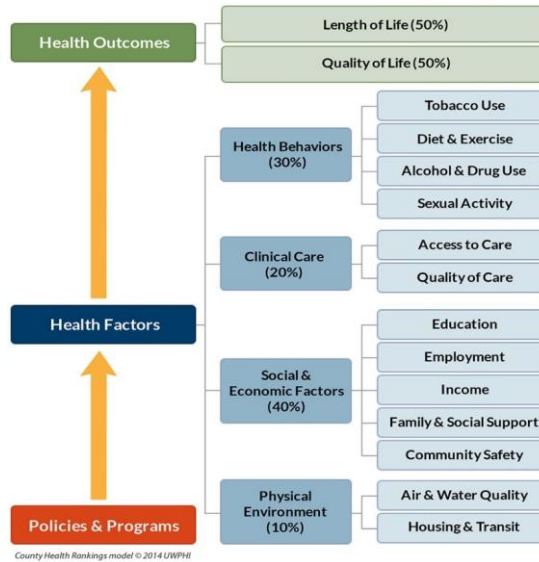 Health Outcomes
Length of Life (50%)
Quality of Life (50%)
Health Behaviors
(30%)
Tobacco Use
Diet & Exercise
Alcohol & Drug Use
Sexual Activity
Clinical Care
(20%)
Access to Care
Quality of Care
Health Factors
Social &
Economic Factors
(40%)
Education
Employment
Income
Family & Social Support
Community Safety
Physical
Environment
(10%)
Air & Water Quality
Housing & Transit
Policies & Programs
County Health Rankings model © 2014 UWPHI